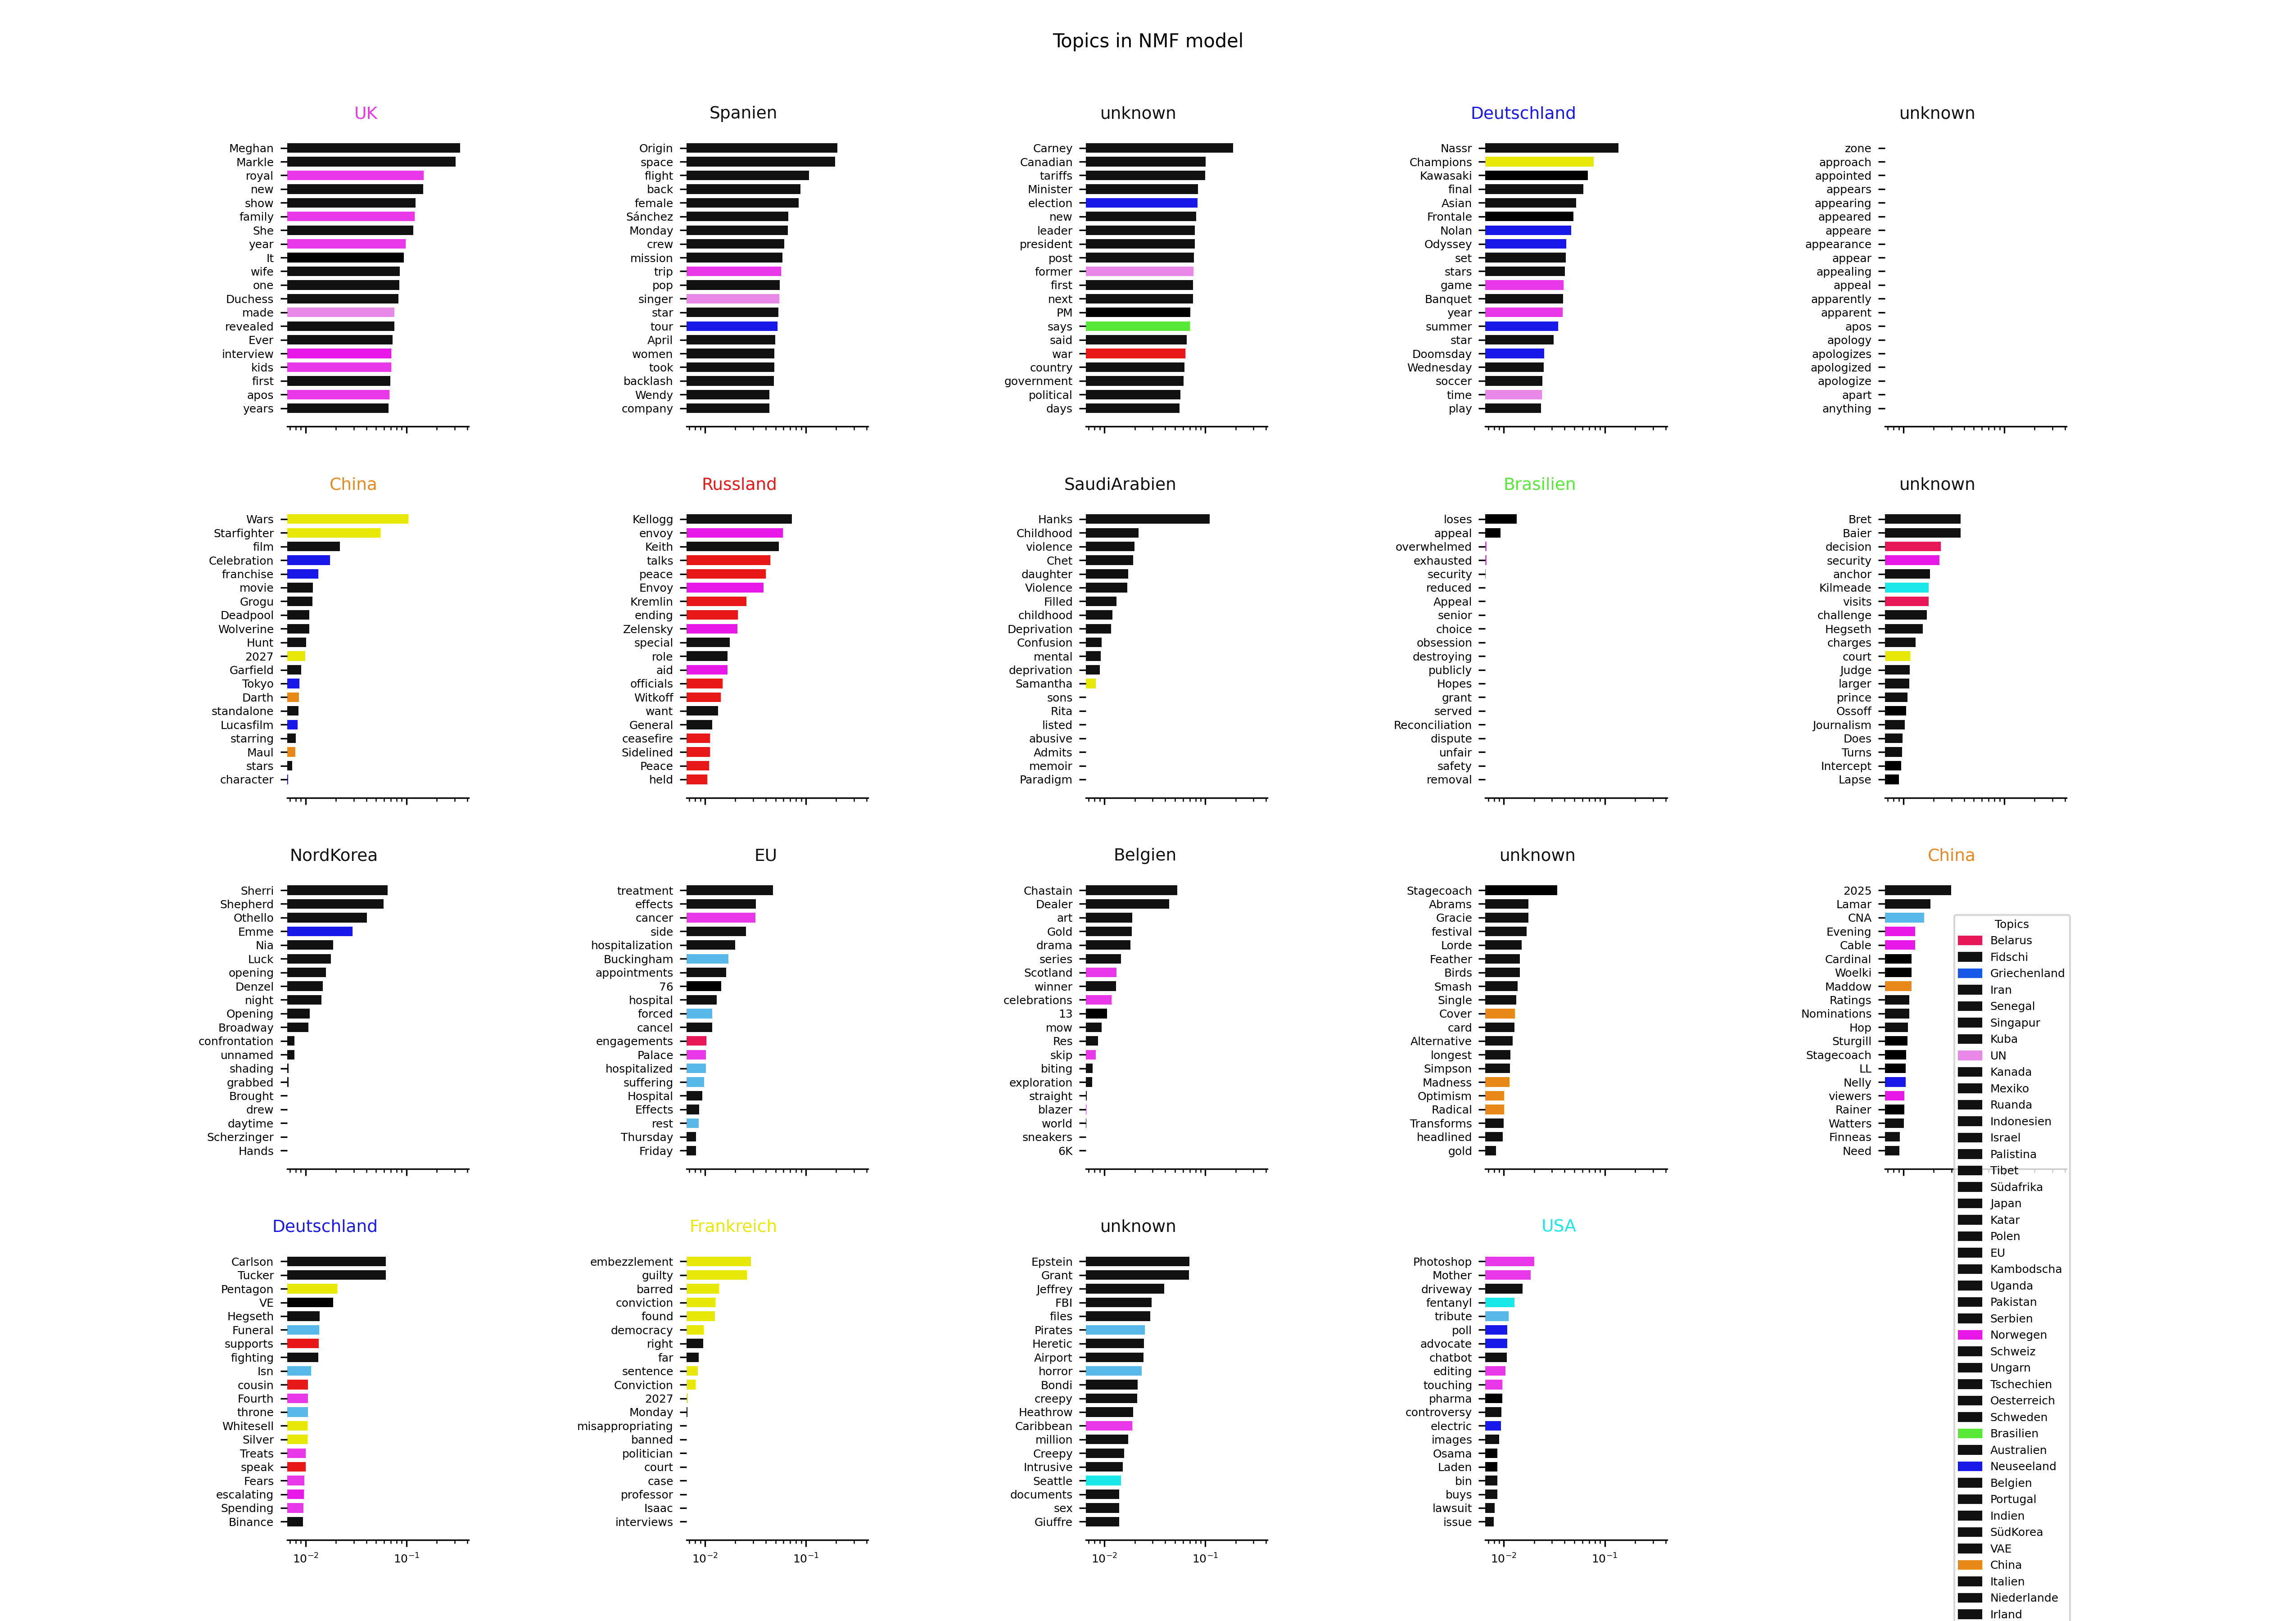 Topics in NMF model
UK
Meghan
Markle
royal
new
show
family
She
year
It
wife
one
Duchess
made
revealed
Ever
interview
kids
first
apos
years
Spanien
Origin
space
flight
back
female
Sánchez
Monday
crew
mission
trip
pop
singer
star
tour
April
women
took
backlash
Wendy
company
unknown
Carney
Canadian
tariffs
Minister
election
new
leader
president
post
former
first
next
PM
says
said
war
country
government
political
days
Deutschland
Nassr
Champions
Kawasaki
final
Asian
Frontale
Nolan
Odyssey
set
stars
game
Banquet
year
summer
star
Doomsday
Wednesday
soccer
time
play
unknown
zone
approach
appointed
appears
appearing
appeared
appeare
appearance
appear
appealing
appeal
apparently
apparent
apos
apology
apologizes
apologized
apologize
apart
anything
China
Wars
Starfighter
film
Celebration
franchise
movie
Grogu
Deadpool
Wolverine
Hunt
2027
Garfield
Tokyo
Darth
standalone
Lucasfilm
starring
Maul
stars
character
Russland
Kellogg
envoy
Keith
talks
peace
Envoy
Kremlin
ending
Zelensky
special
role
aid
officials
Witkoff
want
General
ceasefire
Sidelined
Peace
held
SaudiArabien
Hanks
Childhood
violence
Chet
daughter
Violence
Filled
childhood
Deprivation
Confusion
mental
deprivation
Samantha
sons
Rita
listed
abusive
Admits
memoir
Paradigm
Brasilien
loses
appeal
overwhelmed
exhausted
security
reduced
Appeal
senior
choice
obsession
destroying
publicly
Hopes
grant
served
Reconciliation
dispute
unfair
safety
removal
unknown
Bret
Baier
decision
security
anchor
Kilmeade
visits
challenge
Hegseth
charges
court
Judge
larger
prince
Ossoff
Journalism
Does
Turns
Intercept
Lapse
NordKorea
Sherri
Shepherd
Othello
Emme
Nia
Luck
opening
Denzel
night
Opening
Broadway
confrontation
unnamed
shading
grabbed
Brought
drew
daytime
Scherzinger
Hands
EU
treatment
effects
cancer
side
hospitalization
Buckingham
appointments
76
hospital
forced
cancel
engagements
Palace
hospitalized
suffering
Hospital
Effects
rest
Thursday
Friday
Belgien
Chastain
Dealer
art
Gold
drama
series
Scotland
winner
celebrations
13
mow
Res
skip
biting
exploration
straight
blazer
world
sneakers
6K
unknown
Stagecoach
Abrams
Gracie
festival
Lorde
Feather
Birds
Smash
Single
Cover
card
Alternative
longest
Simpson
Madness
Optimism
Radical
Transforms
headlined
gold
China
2025
Lamar
CNA
Evening
Cable
Cardinal
Woelki
Maddow
Ratings
Nominations
Hop
Sturgill
Stagecoach
LL
Nelly
viewers
Rainer
Watters
Finneas
Need
Deutschland
Carlson
Tucker
Pentagon
VE
Hegseth
Funeral
supports
fighting
Isn
cousin
Fourth
throne
Whitesell
Silver
Treats
speak
Fears
escalating
Spending
Binance
10⁻² 10⁻¹
Frankreich
embezzlement
guilty
barred
conviction
found
democracy
right
far
sentence
Conviction
2027
Monday
misappropriating
banned
politician
court
case
professor
Isaac
interviews
10⁻² 10⁻¹
unknown
Epstein
Grant
Jeffrey
FBI
files
Pirates
Heretic
Airport
horror
Bondi
creepy
Heathrow
Caribbean
million
Creepy
Intrusive
Seattle
documents
sex
Giuffre
10⁻² 10⁻¹
USA
Photoshop
Mother
driveway
fentanyl
tribute
poll
advocate
chatbot
editing
touching
pharma
controversy
electric
images
Osama
Laden
bin
buys
lawsuit
issue
10⁻² 10⁻¹
Topics
Belarus
Fidschi
Griechenland
Iran
Senegal
Singapur
Kuba
UN
Kanada
Mexiko
Ruanda
Indonesien
Israel
Palistina
Tibet
Südafrika
Japan
Katar
Polen
EU
Kambodscha
Uganda
Pakistan
Serbien
Norwegen
Schweiz
Ungarn
Tschechien
Oesterreich
Schweden
Brasilien
Australien
Neuseeland
Belgien
Portugal
Indien
SüdKorea
VAE
China
Italien
Niederlande
Irland